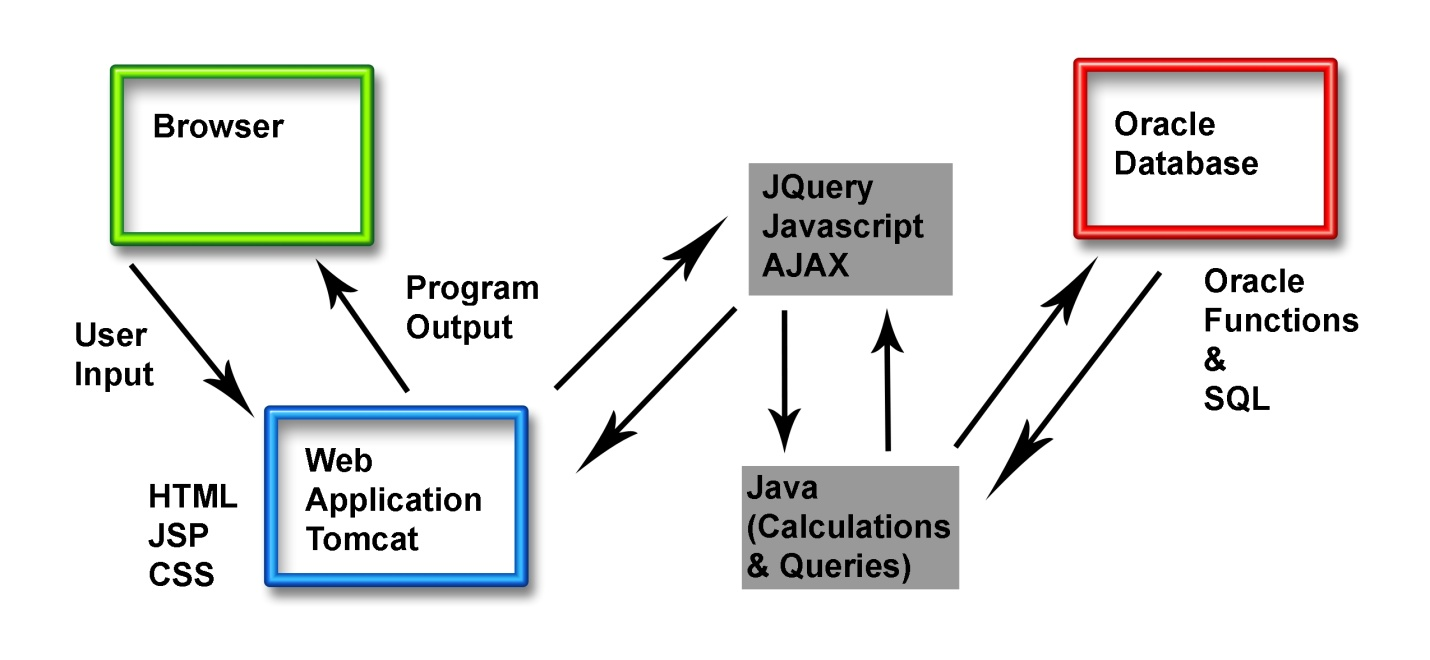 Browser
User
Input
Program
Output
HTML
JSP
CSS
Web
Application
Tomcat
JQuery
Javascript
AJAX
Java
(Calculations
& Queries)
Oracle
Database
Oracle
Functions
&
SQL